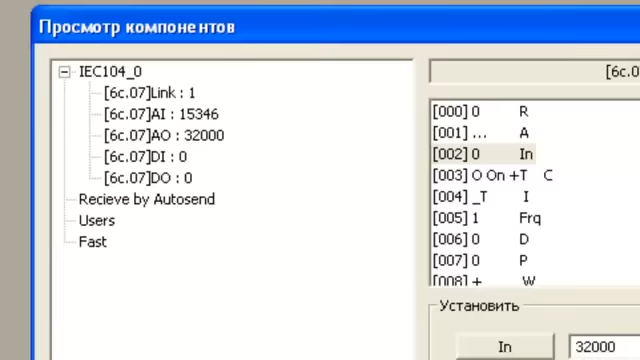 Просмотр компонентов
IEC104_0
[6c.07]Link : 1
[6c.07]AI : 15346
[6c.07]AO : 32000
[6c.07]DI : 0
[6c.07]DO : 0
Recieve by Autosend
Users
Fast
[6c.0
[000] 0 R
[001] ... A
[002] 0 In
[003] O On +T C
[004] _T I
[005] 1 Frq
[006] 0 D
[007] 0 P
[008] + W
Установить
In 32000